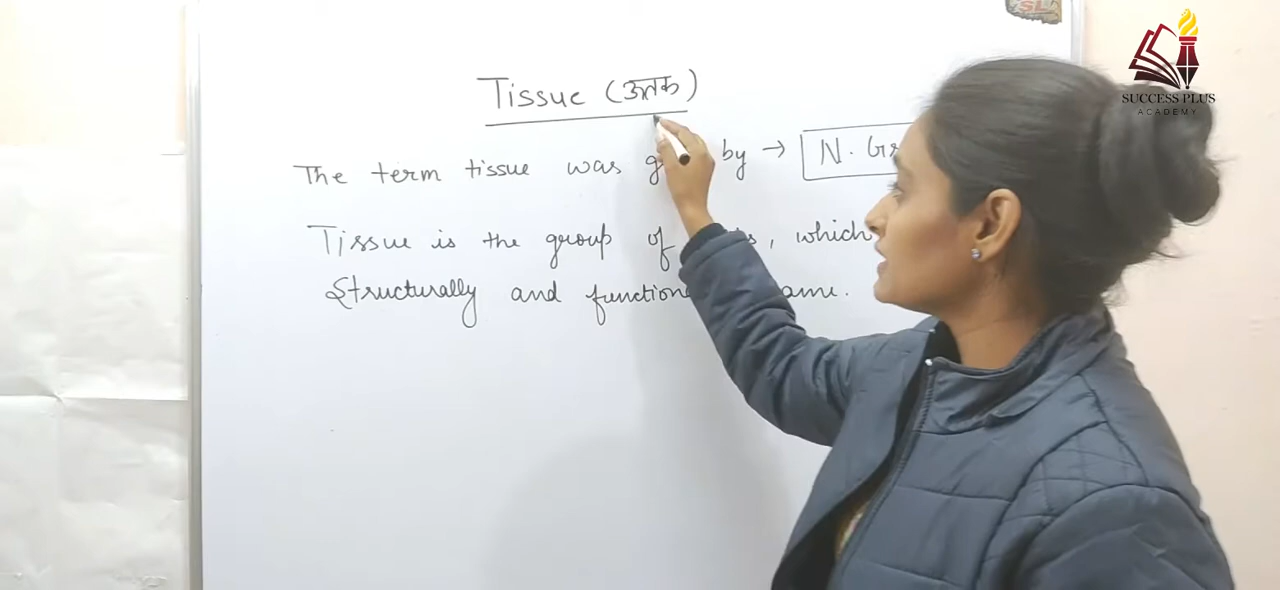 Tissue (ऊतक)
The term tissue was by → N. Gr
Tissue is the group of, which
Structurally and function ame.
SL
SUCCESS PLUS
ACADEMY